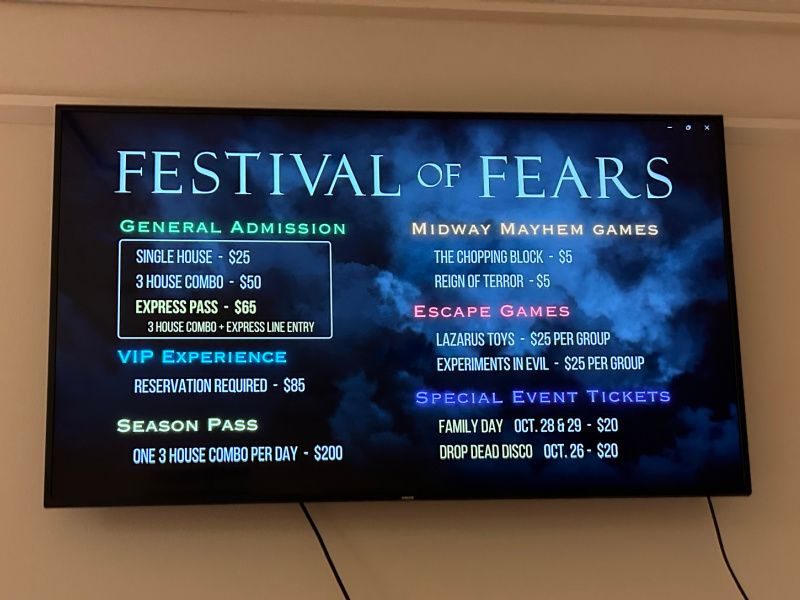 FESTIVAL OF FEARS
GENERAL ADMISSION
SINGLE HOUSE - $25
3 HOUSE COMBO - $50
EXPRESS PASS - $65
3 HOUSE COMBO + EXPRESS LINE ENTRY
VIP EXPERIENCE
RESERVATION REQUIRED - $85
SEASON PASS
ONE 3 HOUSE COMBO PER DAY - $200
MIDWAY MAYHEM GAMES
THE CHOPPING BLOCK - $5
REIGN OF TERROR - $5
ESCAPE GAMES
LAZARUS TOYS - $25 PER GROUP
EXPERIMENTS IN EVIL - $25 PER GROUP
SPECIAL EVENT TICKETS
FAMILY DAY OCT. 28 & 29 - $20
DROP DEAD DISCO OCT. 26 - $20